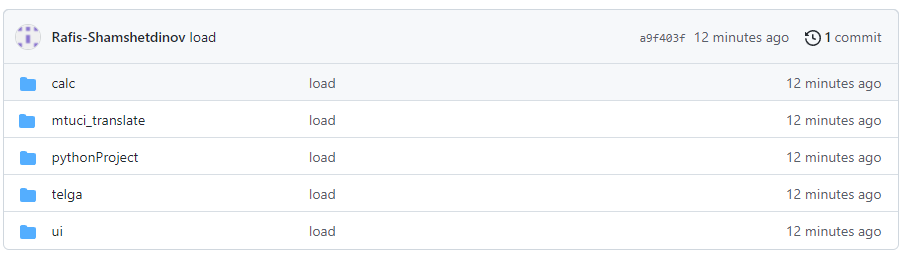 Rafis-Shamshetdinov load a9f403f 12 minutes ago 1 commit
calc load 12 minutes ago
mtuci_translate load 12 minutes ago
pythonProject load 12 minutes ago
telga load 12 minutes ago
ui load 12 minutes ago